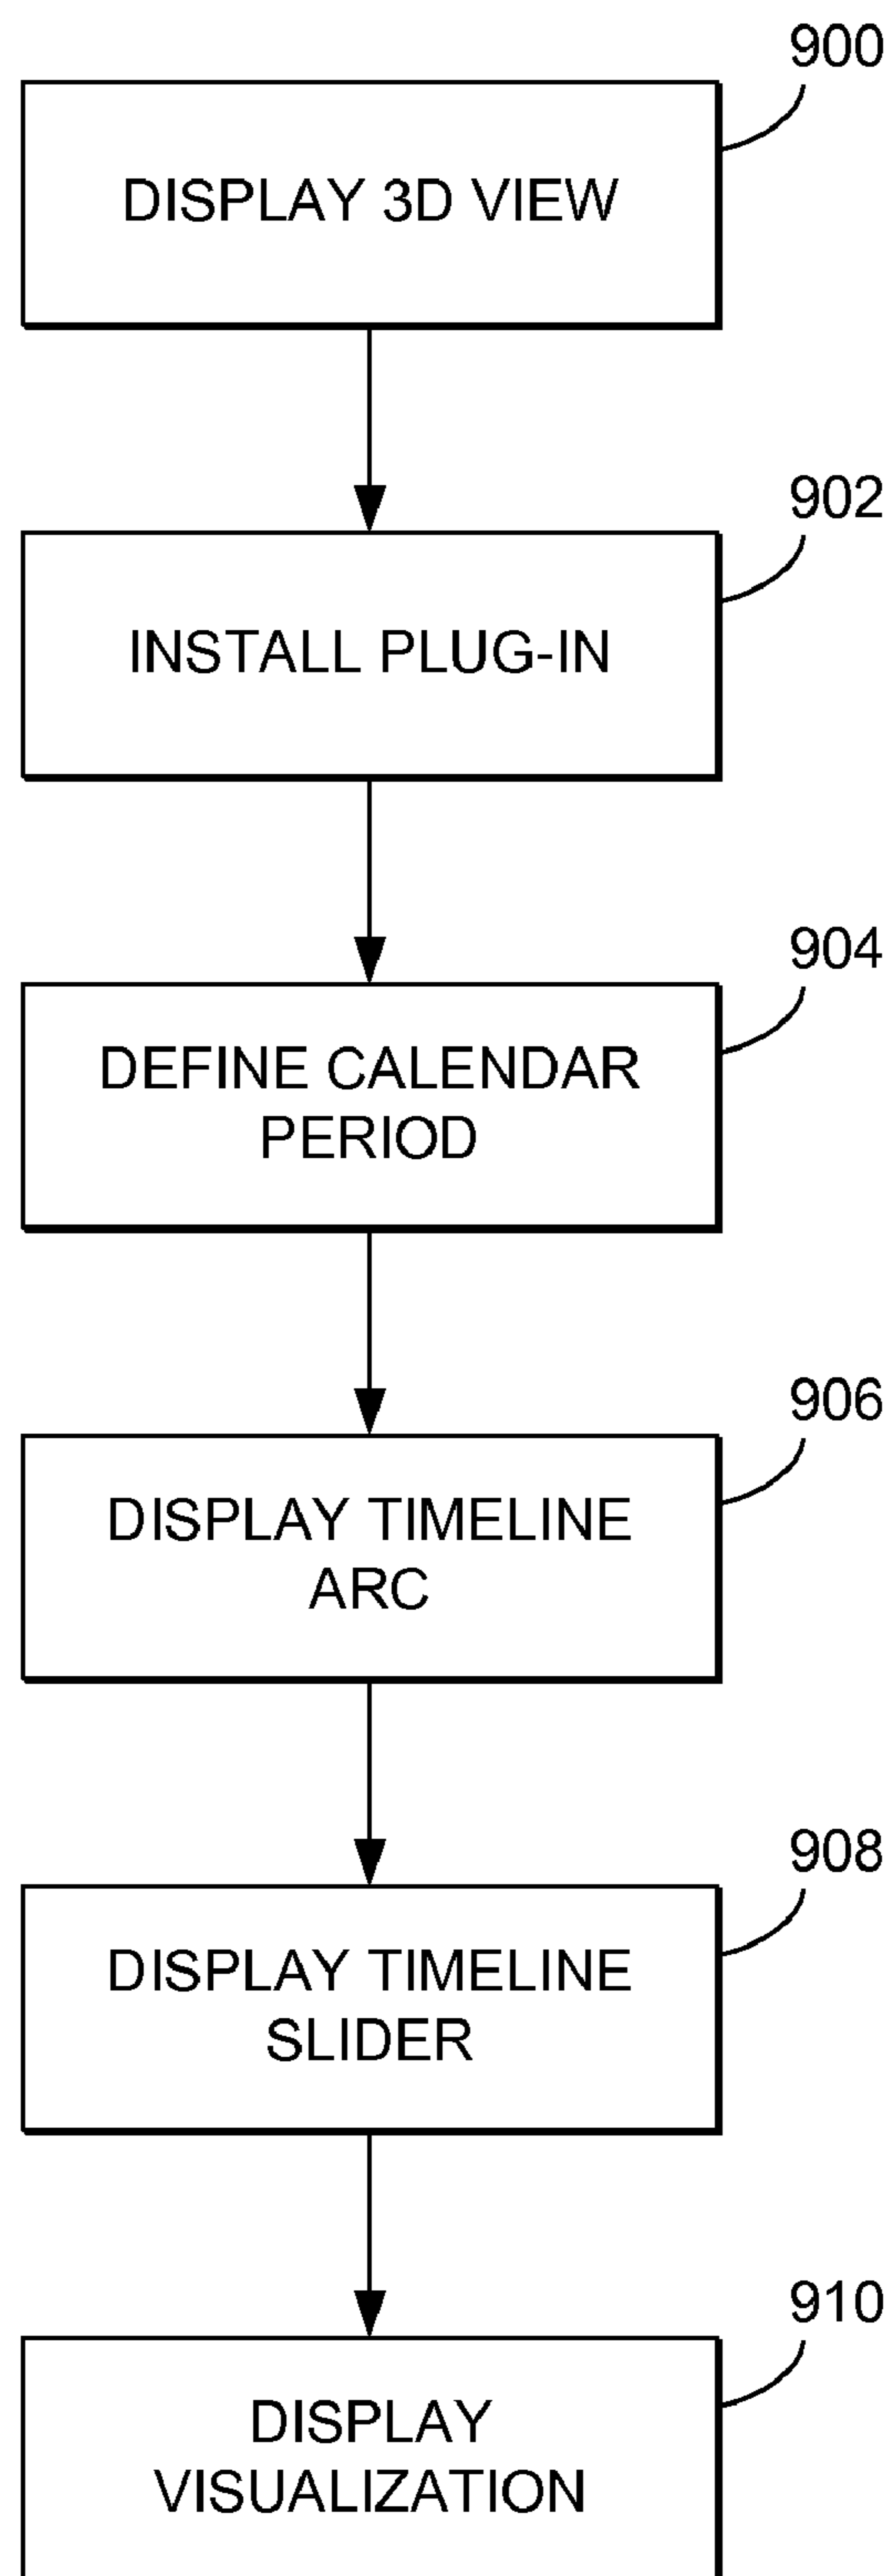 900
DISPLAY 3D VIEW
902
INSTALL PLUG-IN
904
DEFINE CALENDAR
PERIOD
906
DISPLAY TIMELINE
ARC
908
DISPLAY TIMELINE
SLIDER
910
DISPLAY
VISUALIZATION